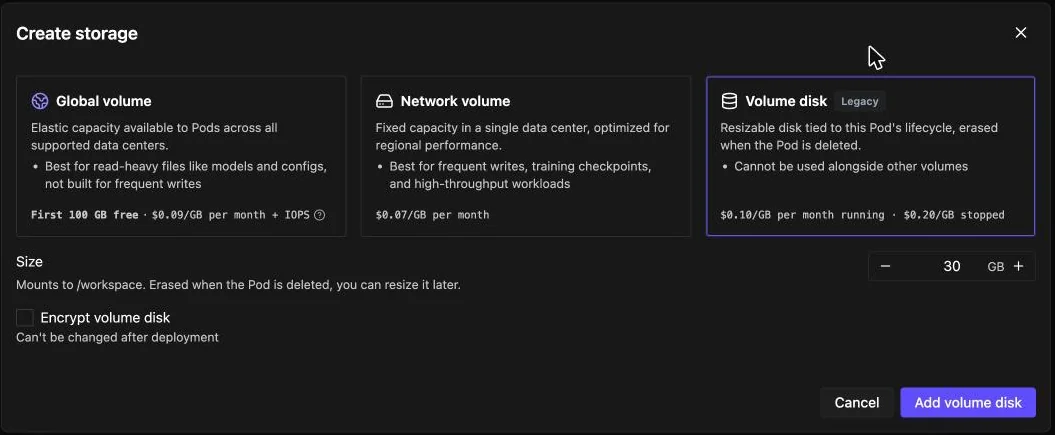 Create storage
Global volume
Elastic capacity available to Pods across all
supported data centers.
• Best for read-heavy files like models and configs,
not built for frequent writes
First 100 GB free · $0.09/GB per month + IOPS ?
Network volume
Fixed capacity in a single data center, optimized for
regional performance.
• Best for frequent writes, training checkpoints,
and high-throughput workloads
$0.07/GB per month
Volume disk Legacy
Resizable disk tied to this Pod's lifecycle, erased
when the Pod is deleted.
• Cannot be used alongside other volumes
$0.10/GB per month running · $0.20/GB stopped
Size
Mounts to /workspace. Erased when the Pod is deleted, you can resize it later.
− 30 GB +
Encrypt volume disk
Can't be changed after deployment
Cancel
Add volume disk